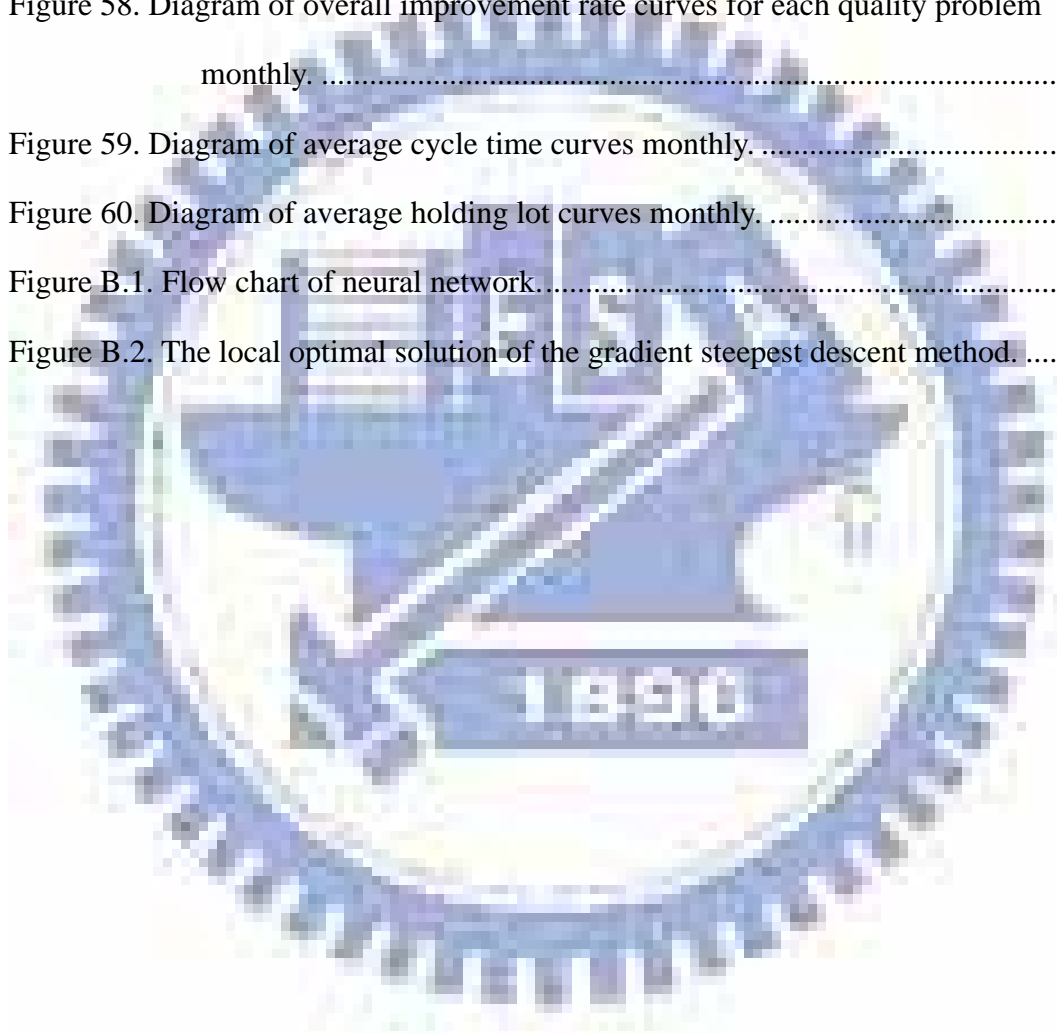 Figure 58. Diagram of overall improvement rate curves for each quality problem
monthly. ........................................................................................
Figure 59. Diagram of average cycle time curves monthly. ....................................
Figure 60. Diagram of average holding lot curves monthly. ...................................
Figure B.1. Flow chart of neural network................................................................
Figure B.2. The local optimal solution of the gradient steepest descent method. ....
ES
1896